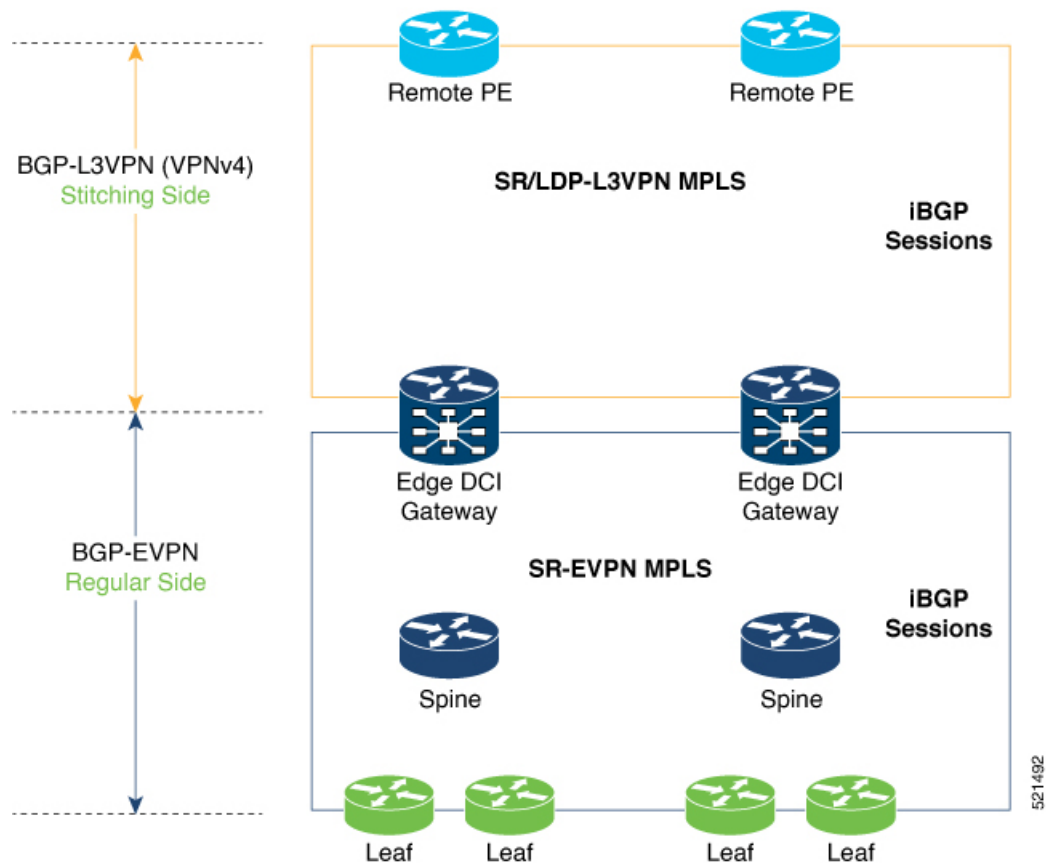 Remote PE
Remote PE
BGP-L3VPN (VPNv4)
Stitching Side
SR/LDP-L3VPN MPLS
iBGP
Sessions
Edge DCI
Gateway
Edge DCI
Gateway
BGP-EVPN
Regular Side
SR-EVPN MPLS
iBGP
Sessions
Spine
Spine
Leaf
Leaf
Leaf
Leaf
521492